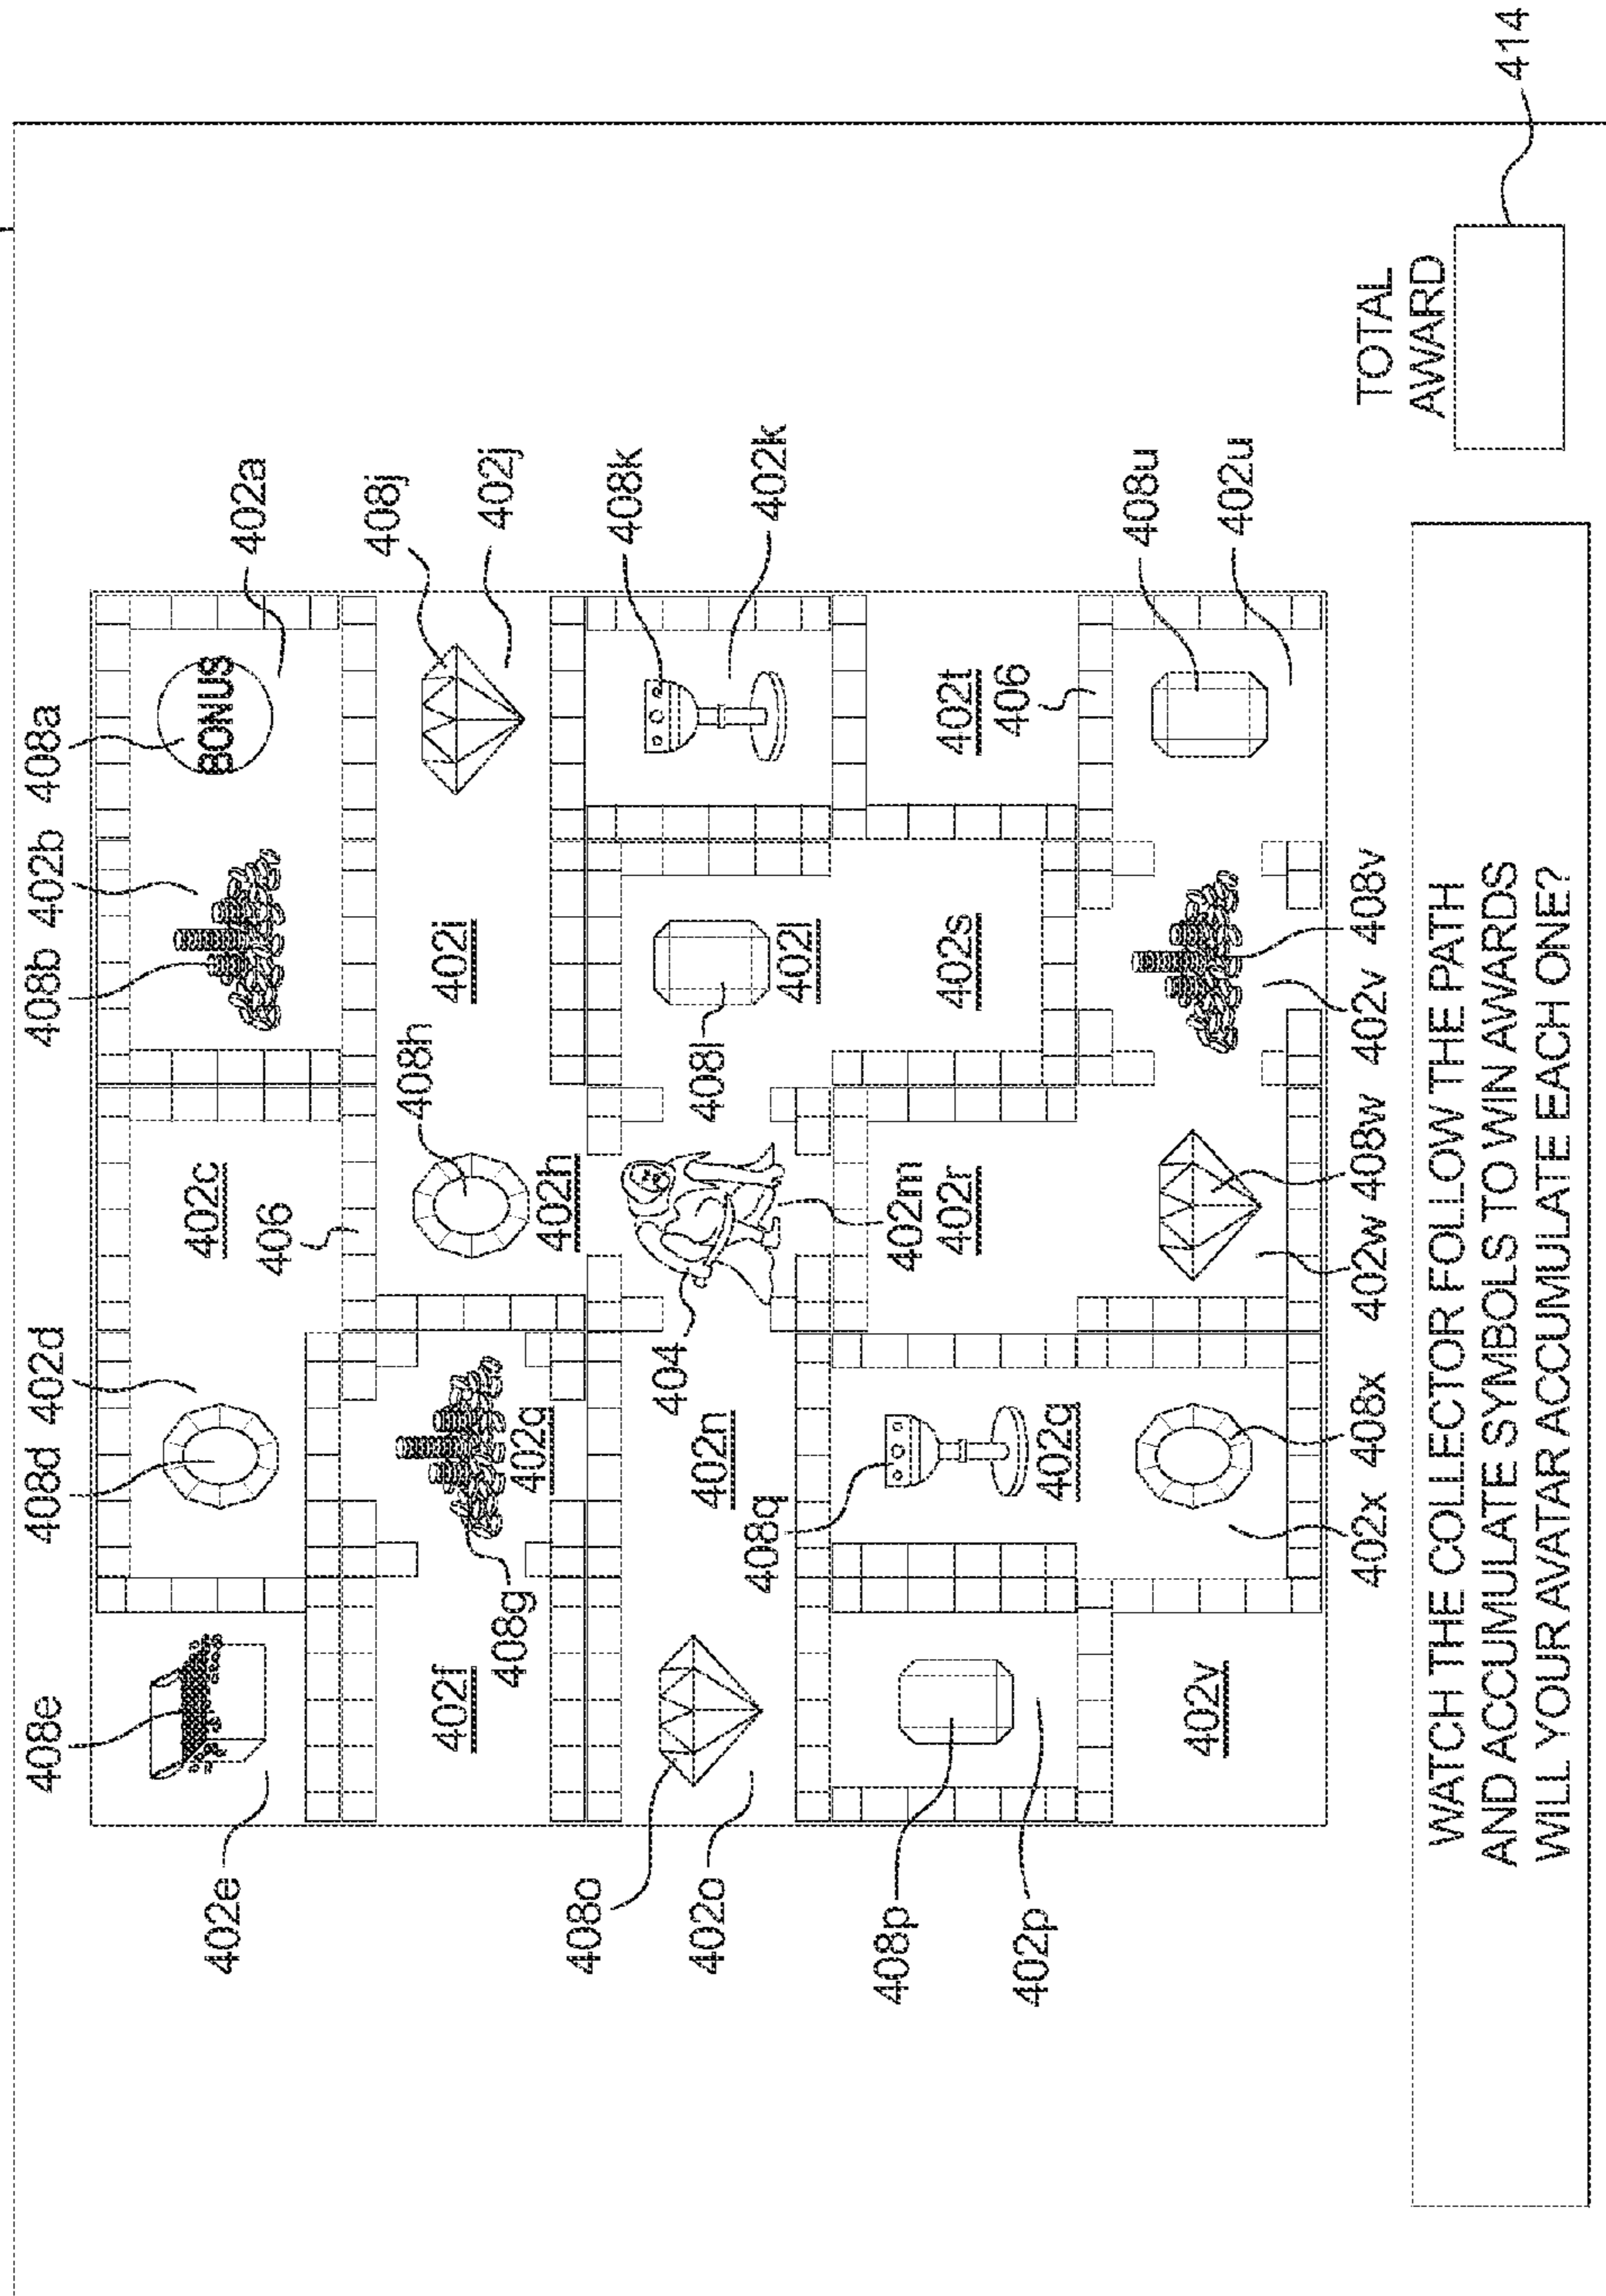 408e 408d 402d 408b 402b 408a
402e 402c BONUS 402a
406
408h 408j
402f 402i 402j
408g 402g 402h
408o 408k
404
402o 402n 408l
408q 402l 402k
408p 402m
402r 402s 402t
406
402p 402q 408u
402y 402u
402x 408x 402w 408w 402v 408v
TOTAL
AWARD
414
WATCH THE COLLECTOR FOLLOW THE PATH
AND ACCUMULATE SYMBOLS TO WIN AWARDS
WILL YOUR AVATAR ACCUMULATE EACH ONE?